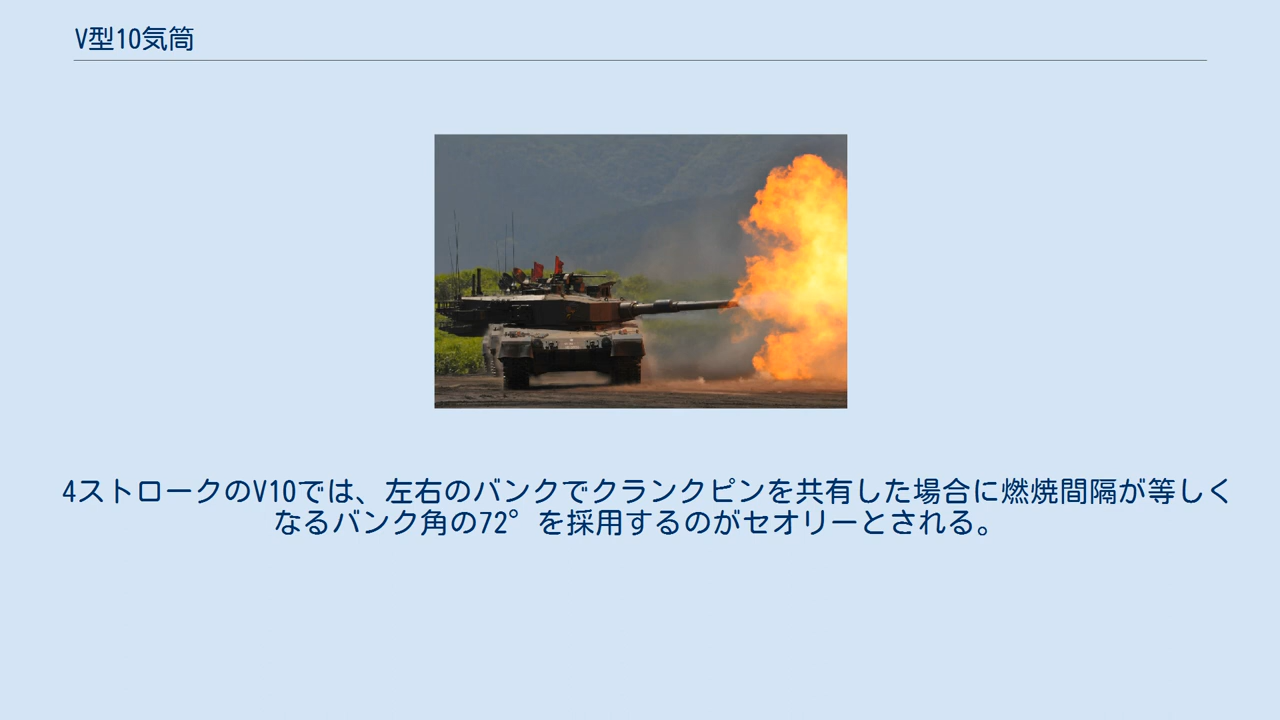 V型10気筒
4ストロークのV10では、左右のバンクでクランクピンを共有した場合に燃焼間隔が等しく
なるバンク角の72°を採用するのがセオリーとされる。